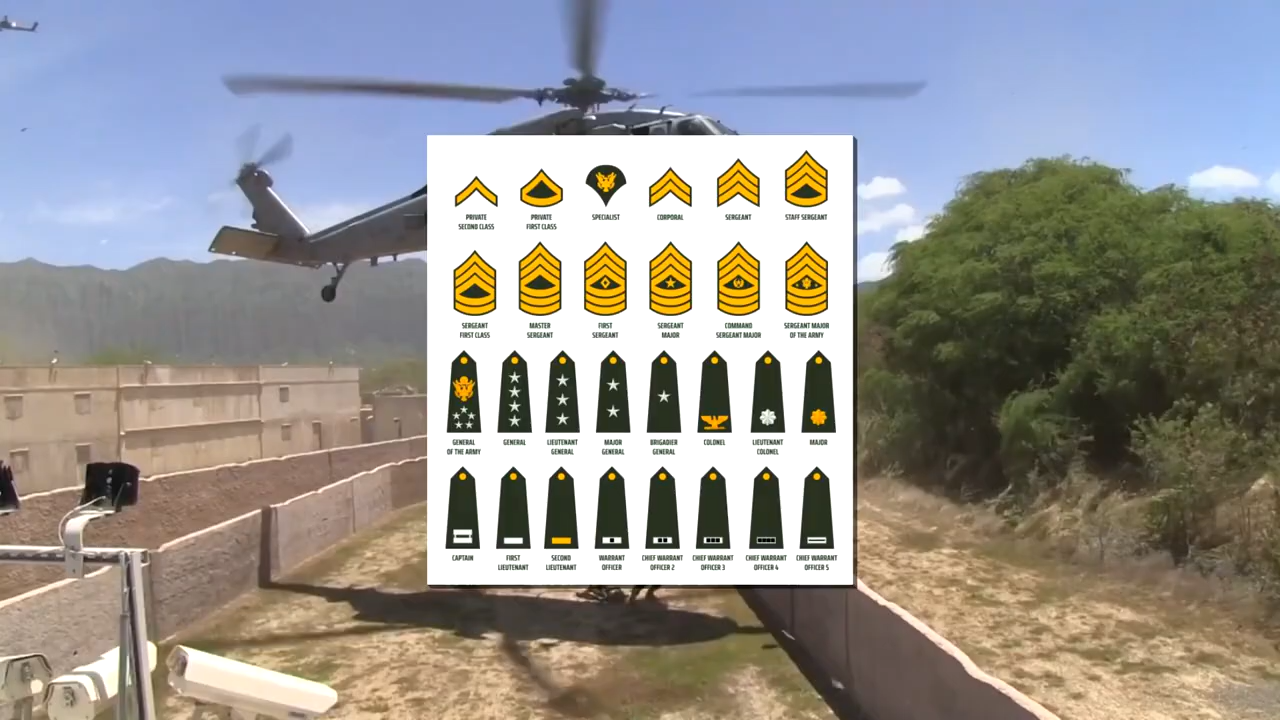 PRIVATE
SECOND CLASS
PRIVATE
FIRST CLASS
SPECIALIST
CORPORAL
SERGEANT
STAFF SERGEANT
SERGEANT
FIRST CLASS
MASTER
SERGEANT
FIRST
SERGEANT
SERGEANT
MAJOR
COMMAND
SERGEANT MAJOR
SERGEANT MAJOR
OF THE ARMY
GENERAL
OF THE ARMY
GENERAL
LIEUTENANT
GENERAL
MAJOR
GENERAL
BRIGADIER
GENERAL
COLONEL
LIEUTENANT
COLONEL
MAJOR
CAPTAIN
FIRST
LIEUTENANT
SECOND
LIEUTENANT
WARRANT
OFFICER
CHIEF WARRANT
OFFICER 2
CHIEF WARRANT
OFFICER 3
CHIEF WARRANT
OFFICER 4
CHIEF WARRANT
OFFICER 5